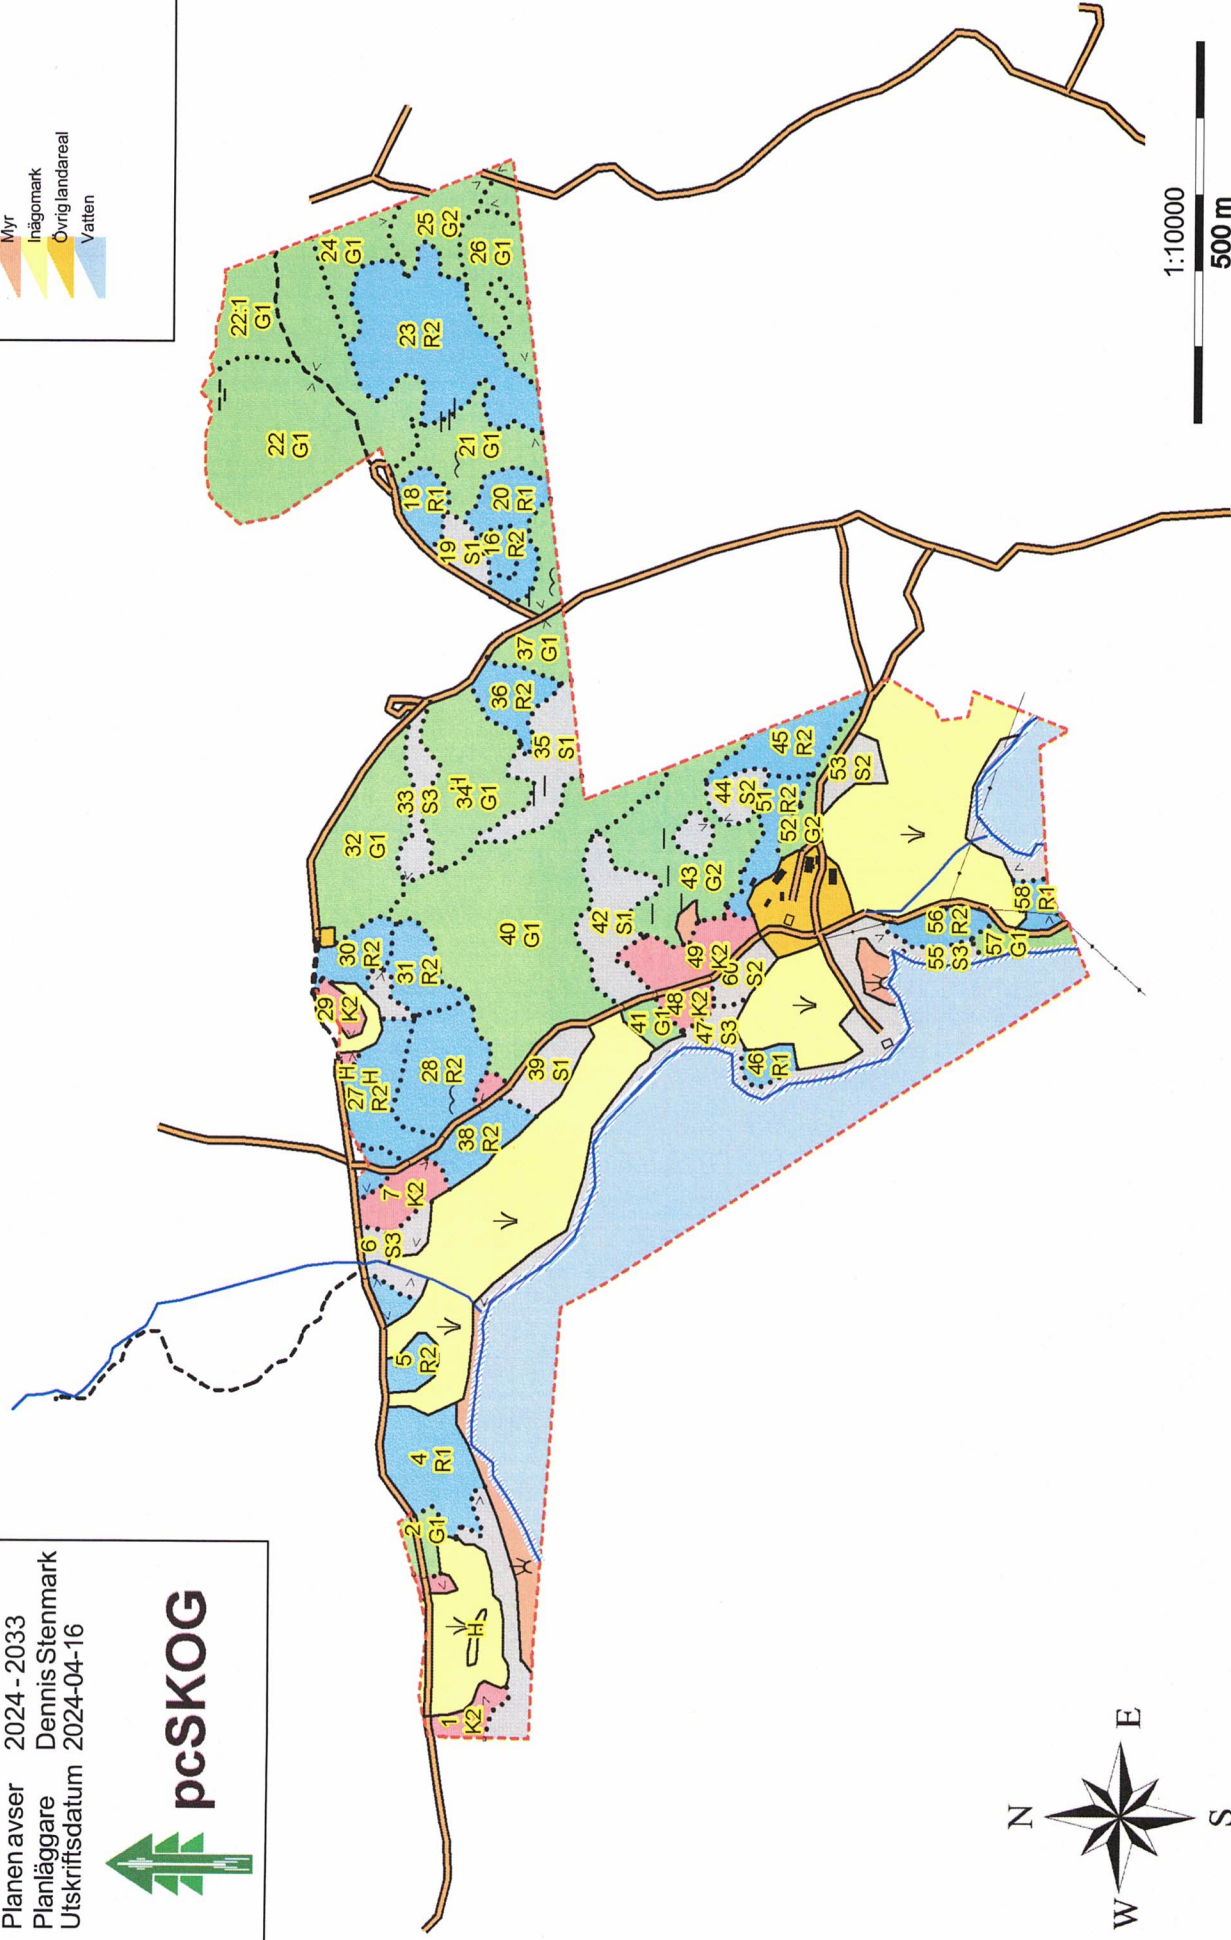 Planen avser 2024 - 2033
Planläggare Dennis Stenmark
Utskriftsdatum 2024-04-16
pcSKOG
Myr
Inägomark
Övrig landareal
Vatten
22:1
G1
22
G1
24
G1
25
G2
26
G1
23
R2
21
G1
18
R1
20
R1
19
S1
16
R2
37
G1
36
R2
35
S1
33
S3
34 H
G1
32
G1
30
R2
31
R2
29
K2
40
G1
42
S1
43
G2
44
S2
45
R2
51
R2
52
G2
53
S2
49
K2
60
S2
48
K2
47
S3
41
G1
46
R1
39
S1
H
27 H
R2
28
R2
38
R2
7
K2
6
S3
5
R2
4
R1
2
G1
H
1
K2
55
S3
56
R2
57
G1
58
R1
1:10000
500 m
N
E
S
W